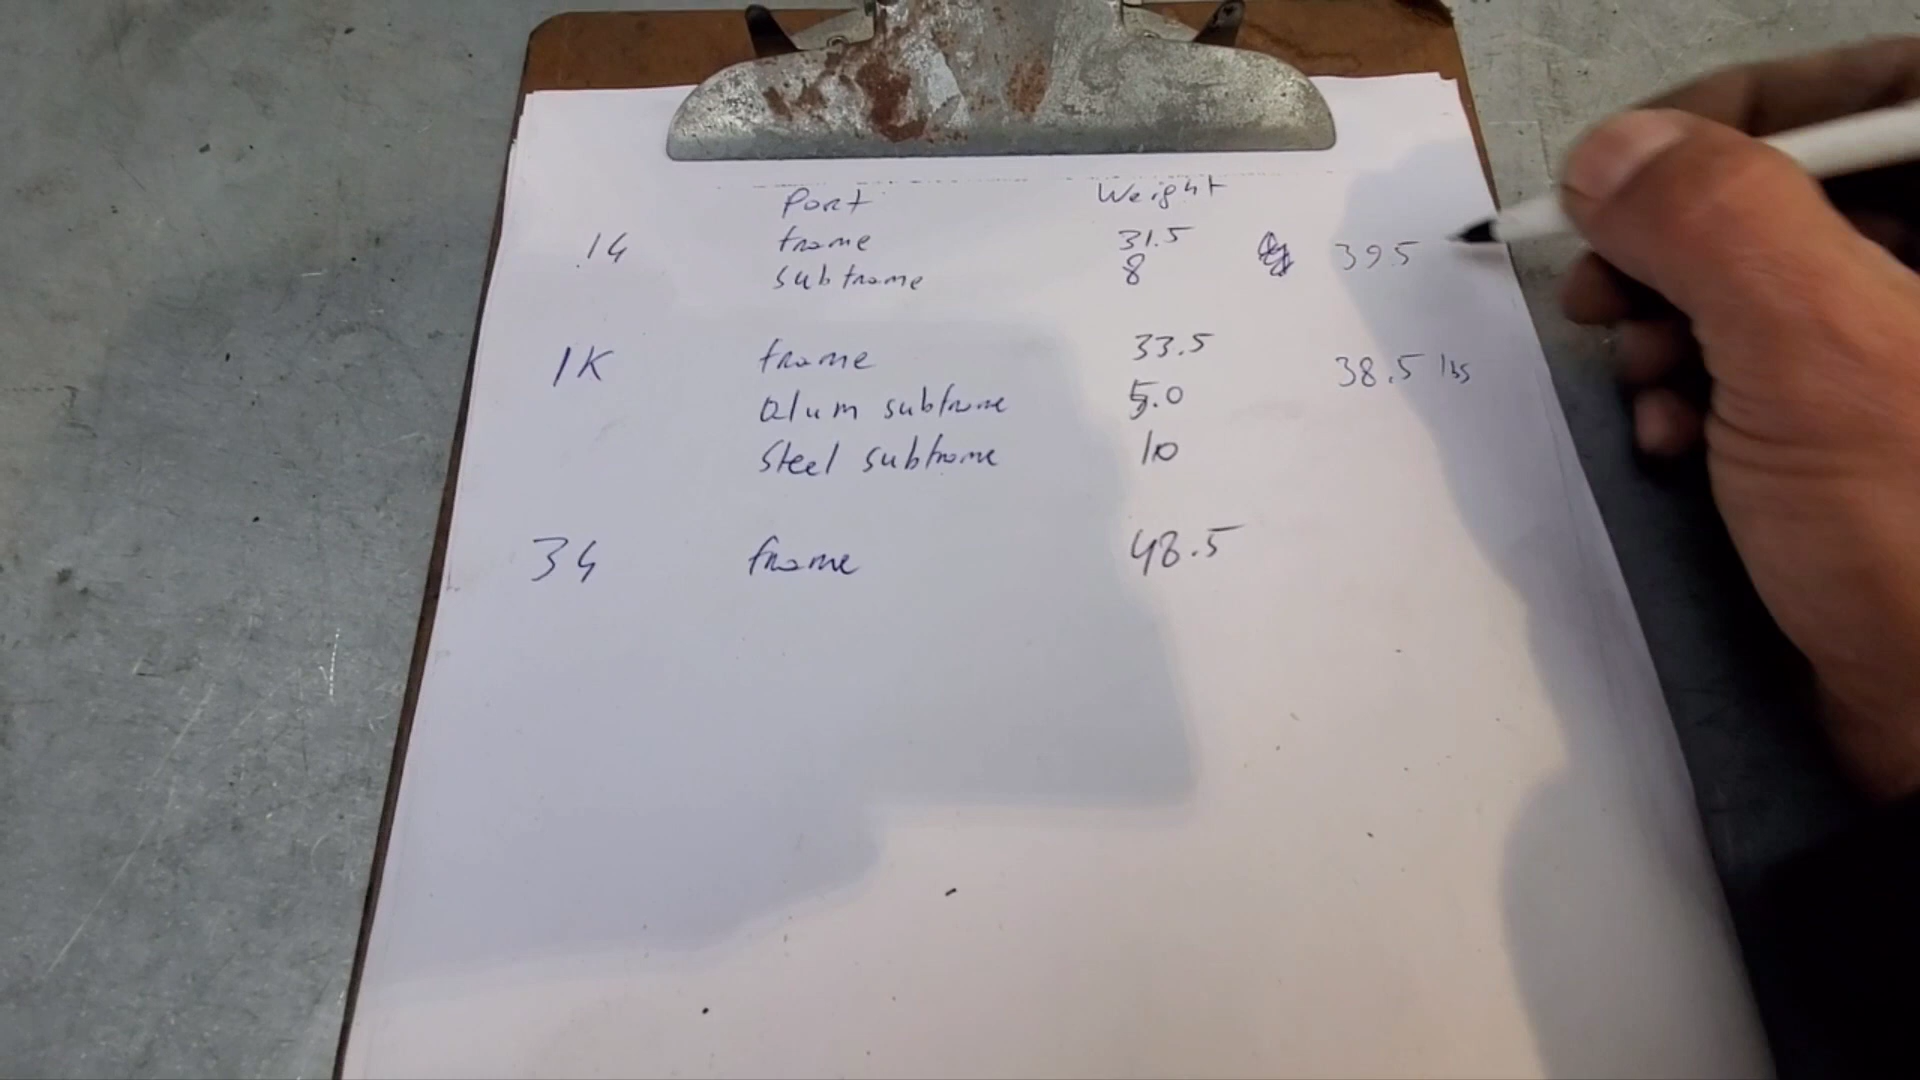 Part Weight
1G frame 31.5 39.5
subframe 8
1K frame 33.5 38.5 lbs
alum subframe 5.0
Steel subframe 10
3G frame 48.5